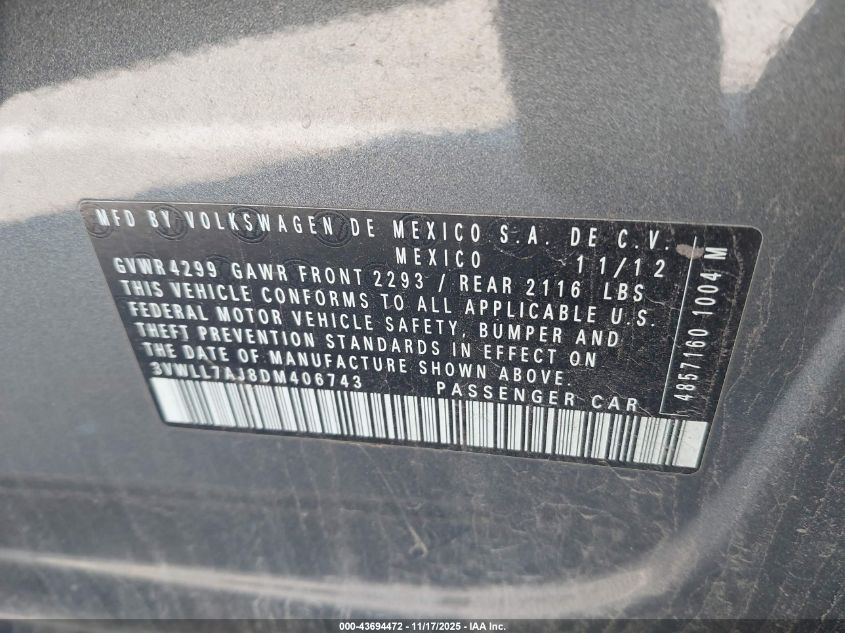 MFD BY VOLKSWAGEN DE MEXICO S.A. DE C.V.
MEXICO 11/12
GVWR 4299 GAWR FRONT 2293 / REAR 2116 LBS
THIS VEHICLE CONFORMS TO ALL APPLICABLE U.S.
FEDERAL MOTOR VEHICLE SAFETY, BUMPER AND
THEFT PREVENTION STANDARDS IN EFFECT ON
THE DATE OF MANUFACTURE SHOWN ABOVE.
3VWLL7AJ8DM406743 PASSENGER CAR
4857160 1004 M
000-43694472 - 11/17/2025 - IAA Inc.